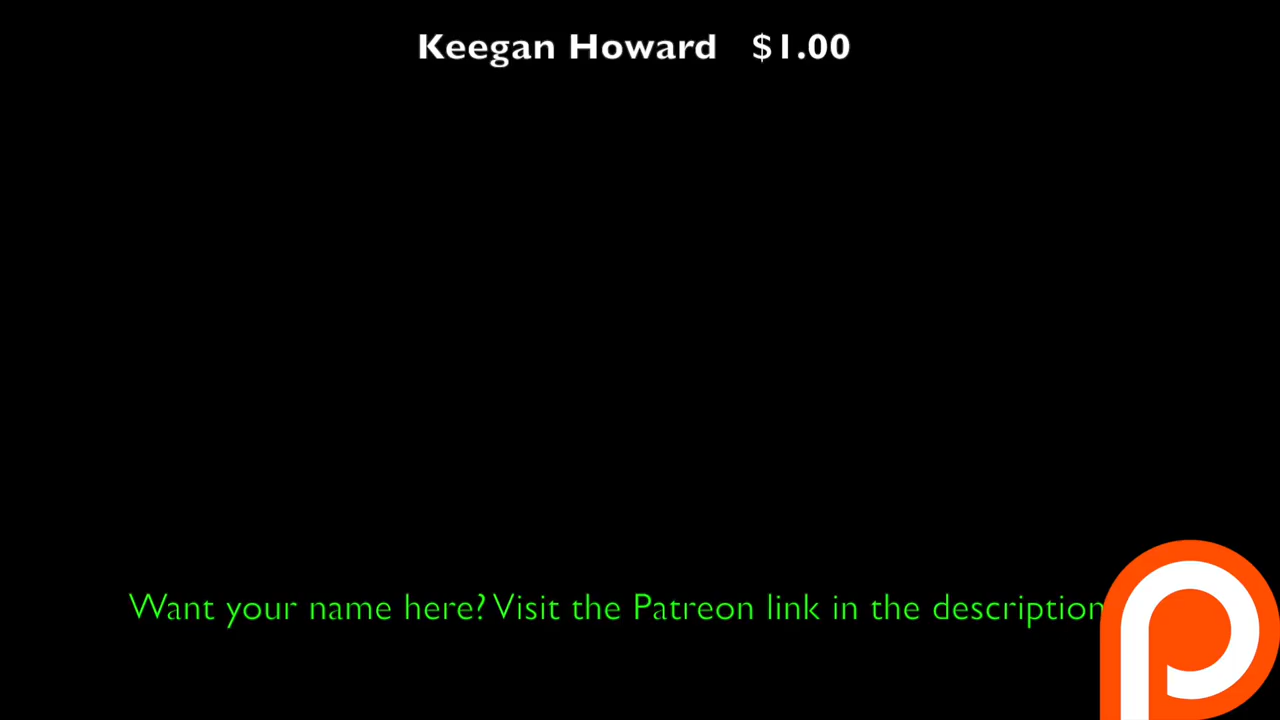 Keegan Howard $1.00
Want your name here? Visit the Patreon link in the description